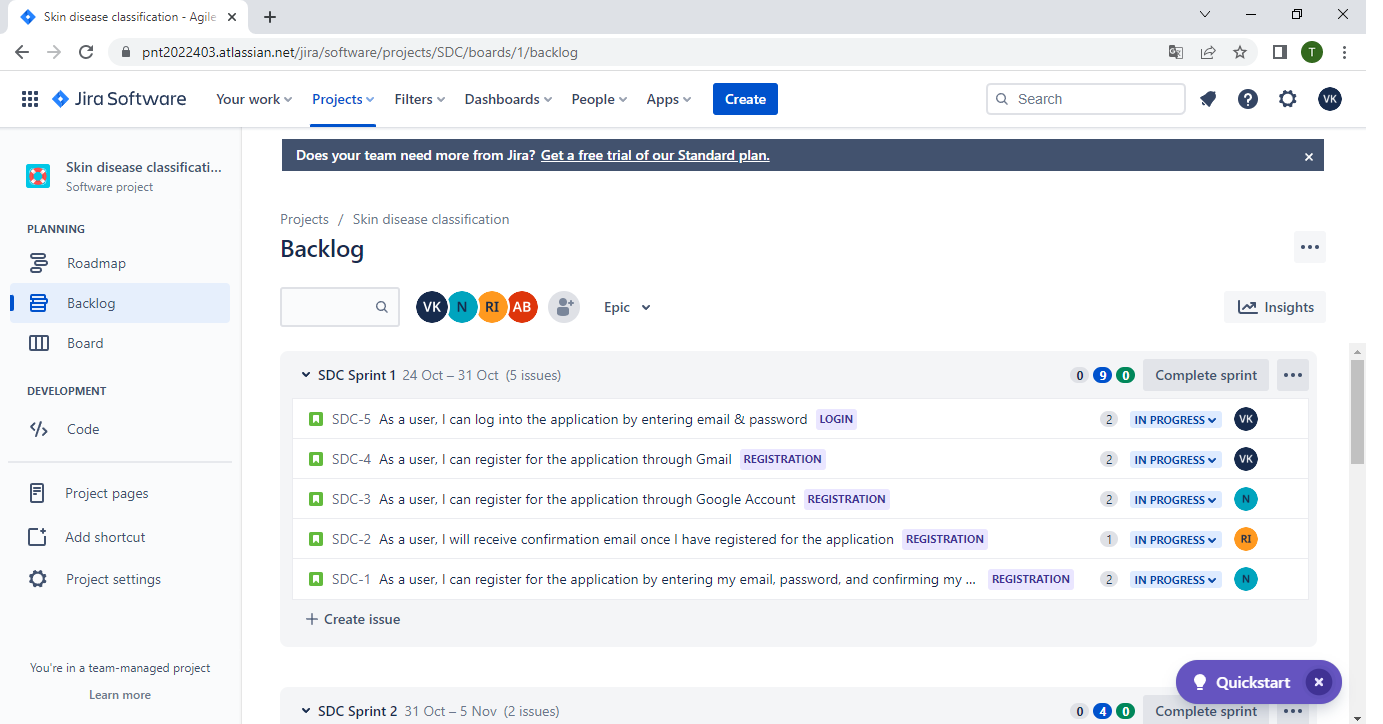 Skin disease classification - Agile
pnt2022403.atlassian.net/jira/software/projects/SDC/boards/1/backlog
T
Jira Software
Your work
Projects
Filters
Dashboards
People
Apps
Create
Search
VK
Skin disease classificati...
Software project
PLANNING
Roadmap
Backlog
Board
DEVELOPMENT
Code
Project pages
Add shortcut
Project settings
You're in a team-managed project
Learn more
Does your team need more from Jira? Get a free trial of our Standard plan.
Projects / Skin disease classification
Backlog
VK N RI AB
Epic
Insights
SDC Sprint 1 24 Oct – 31 Oct (5 issues) 0 9 0 Complete sprint
SDC-5 As a user, I can log into the application by entering email & password LOGIN 2 IN PROGRESS VK
SDC-4 As a user, I can register for the application through Gmail REGISTRATION 2 IN PROGRESS VK
SDC-3 As a user, I can register for the application through Google Account REGISTRATION 2 IN PROGRESS N
SDC-2 As a user, I will receive confirmation email once I have registered for the application REGISTRATION 1 IN PROGRESS RI
SDC-1 As a user, I can register for the application by entering my email, password, and confirming my ... REGISTRATION 2 IN PROGRESS N
+ Create issue
Quickstart
SDC Sprint 2 31 Oct – 5 Nov (2 issues) 0 4 0 Complete sprint